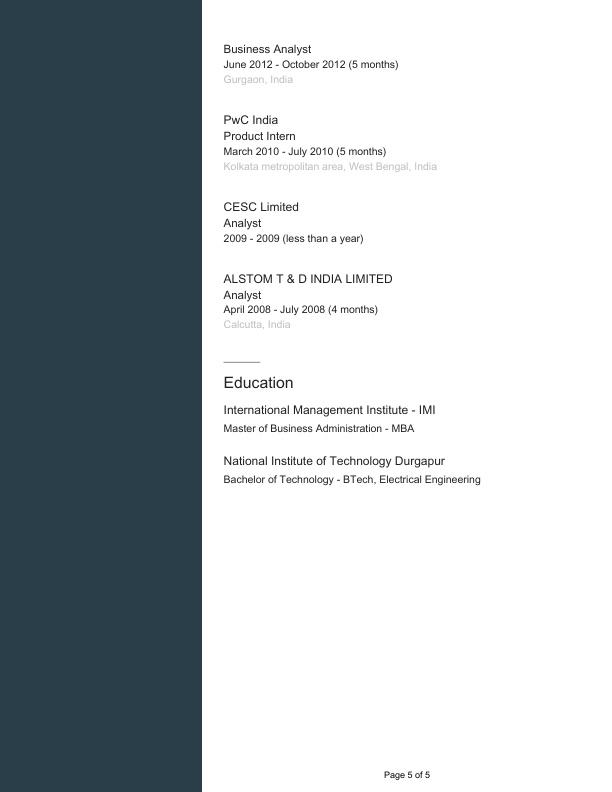 Business Analyst
June 2012 - October 2012 (5 months)
Gurgaon, India
PwC India
Product Intern
March 2010 - July 2010 (5 months)
Kolkata metropolitan area, West Bengal, India
CESC Limited
Analyst
2009 - 2009 (less than a year)
ALSTOM T & D INDIA LIMITED
Analyst
April 2008 - July 2008 (4 months)
Calcutta, India
Education
International Management Institute - IMI
Master of Business Administration - MBA
National Institute of Technology Durgapur
Bachelor of Technology - BTech, Electrical Engineering
Page 5 of 5